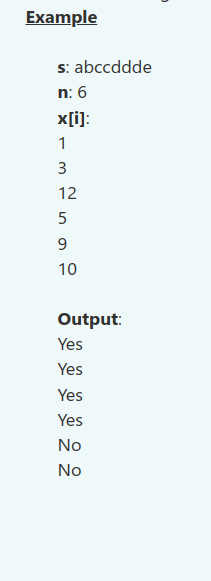 Example
s: abccddde
n: 6
x[i]:
1
3
12
5
9
10
Output:
Yes
Yes
Yes
Yes
No
No